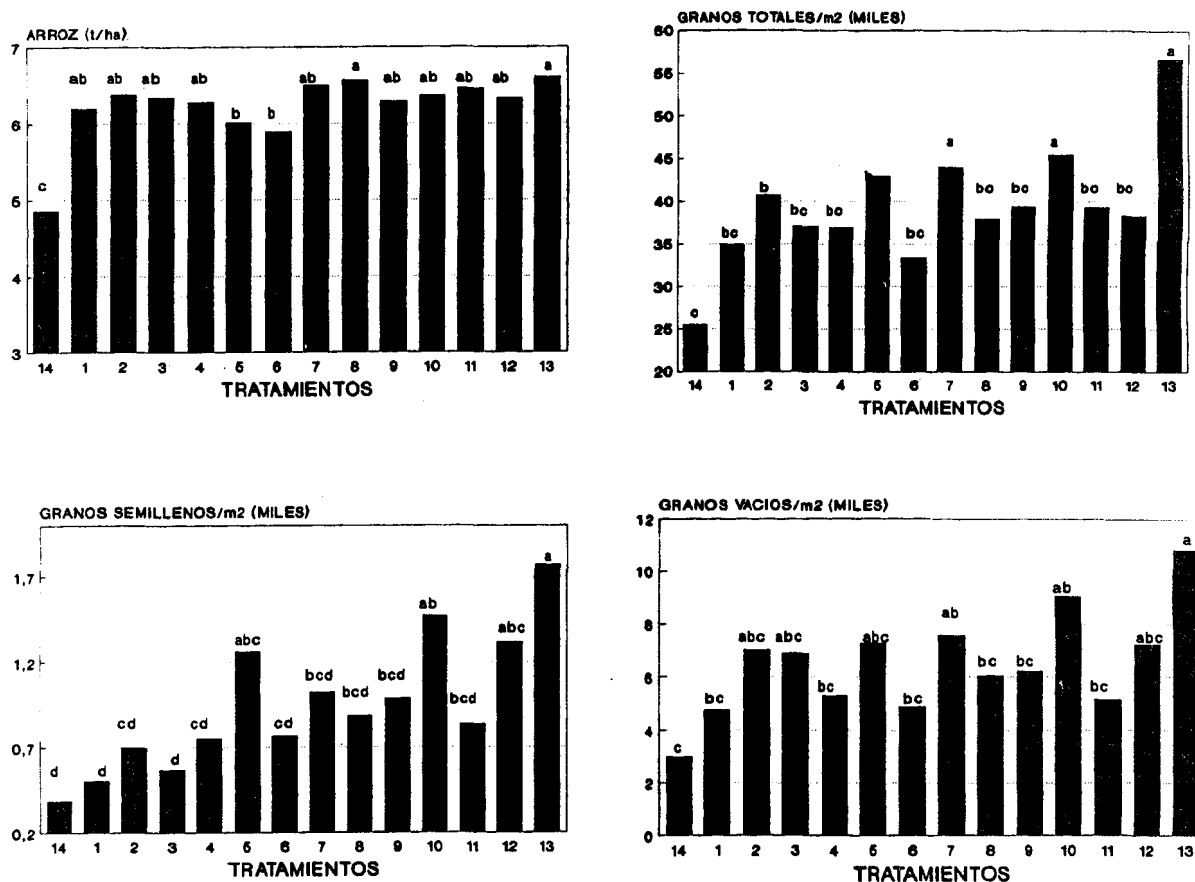 ARROZ (t/ha)
7
6
5
4
3
c ab ab ab ab b b ab a ab ab ab ab a
14 1 2 3 4 5 6 7 8 9 10 11 12 13
TRATAMIENTOS
GRANOS TOTALES/m2 (MILES)
60
55
50
45
40
35
30
25
20
c bc b bc bc b bc a bc bc a bc bc a
14 1 2 3 4 5 6 7 8 9 10 11 12 13
TRATAMIENTOS
GRANOS SEMILLENOS/m2 (MILES)
1,7
1,2
0,7
0,2
d d cd d cd abc cd bcd bcd bcd ab bcd abc a
14 1 2 3 4 5 6 7 8 9 10 11 12 13
TRATAMIENTOS
GRANOS VACIOS/m2 (MILES)
12
10
8
6
4
2
0
c bc abc abc bc abc bc ab bc bc ab bc abc a
14 1 2 3 4 5 6 7 8 9 10 11 12 13
TRATAMIENTOS